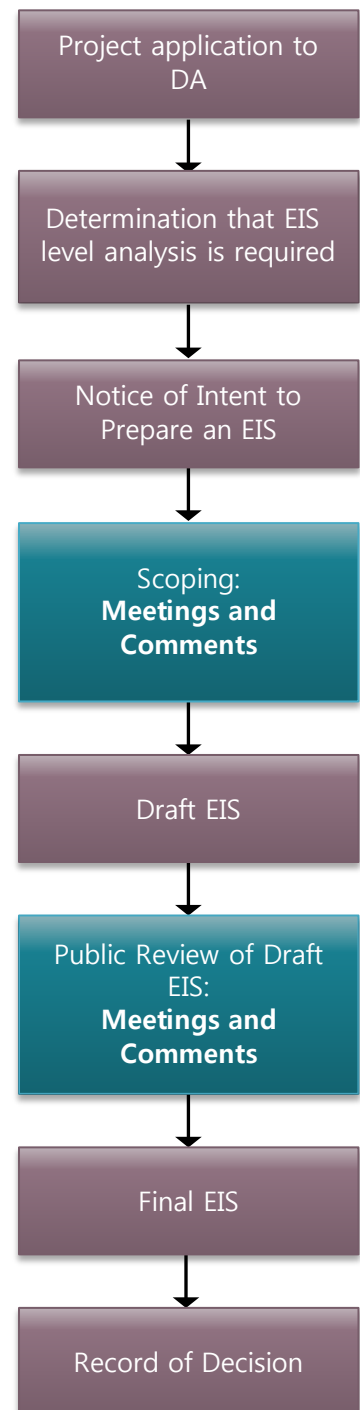 Project application to
DA
Determination that EIS
level analysis is required
Notice of Intent to
Prepare an EIS
Scoping:
Meetings and
Comments
Draft EIS
Public Review of Draft
EIS:
Meetings and
Comments
Final EIS
Record of Decision